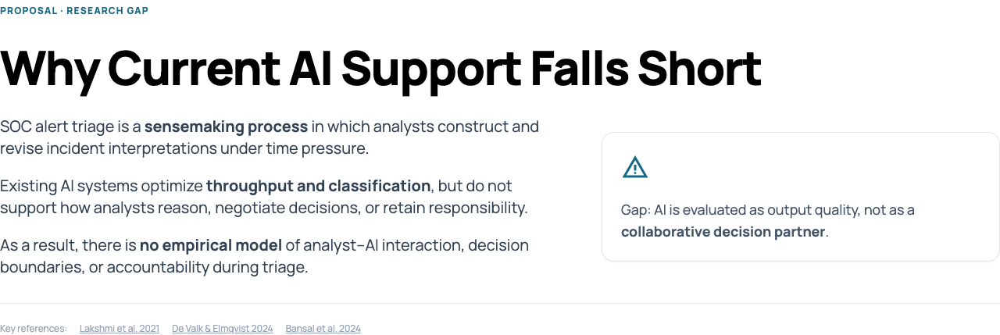 PROPOSAL · RESEARCH GAP
Why Current AI Support Falls Short
SOC alert triage is a sensemaking process in which analysts construct and
revise incident interpretations under time pressure.
Existing AI systems optimize throughput and classification, but do not
support how analysts reason, negotiate decisions, or retain responsibility.
As a result, there is no empirical model of analyst–AI interaction, decision
boundaries, or accountability during triage.
Gap: AI is evaluated as output quality, not as a
collaborative decision partner.
Key references: Lakshmi et al. 2021 De Valk & Elmqvist 2024 Bansal et al. 2024